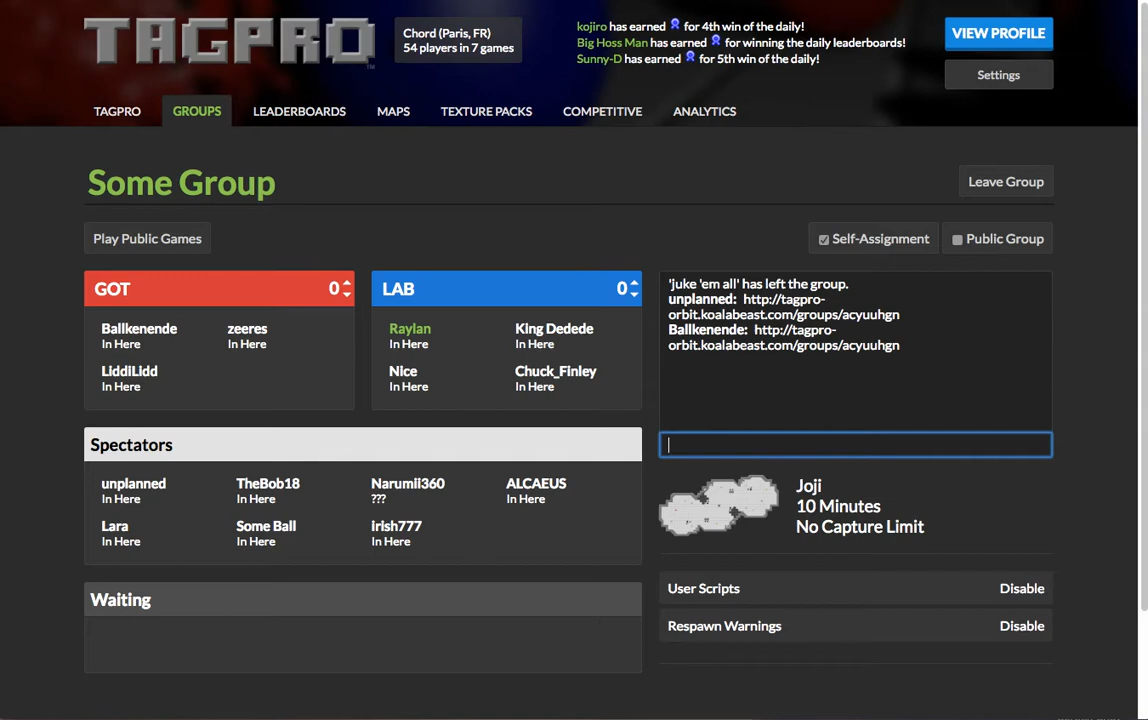 TAGPRO
Chord (Paris, FR)
54 players in 7 games
kojiro has earned for 4th win of the daily!
Big Hoss Man has earned for winning the daily leaderboards!
Sunny-D has earned for 5th win of the daily!
VIEW PROFILE
Settings
TAGPRO GROUPS LEADERBOARDS MAPS TEXTURE PACKS COMPETITIVE ANALYTICS
Some Group
Leave Group
Play Public Games
Self-Assignment
Public Group
GOT 0
Ballkenende zeeres
In Here In Here
LiddiLidd
In Here
LAB 0
Raylan King Dedede
In Here In Here
Nice Chuck_Finley
In Here In Here
'juke 'em all' has left the group.
unplanned: http://tagpro-
orbit.koalabeast.com/groups/acyuuhgn
Ballkenende: http://tagpro-
orbit.koalabeast.com/groups/acyuuhgn
Spectators
unplanned TheBob18 Narumii360 ALCAEUS
In Here In Here ??? In Here
Lara Some Ball irish777
In Here In Here In Here
Joji
10 Minutes
No Capture Limit
Waiting
User Scripts Disable
Respawn Warnings Disable